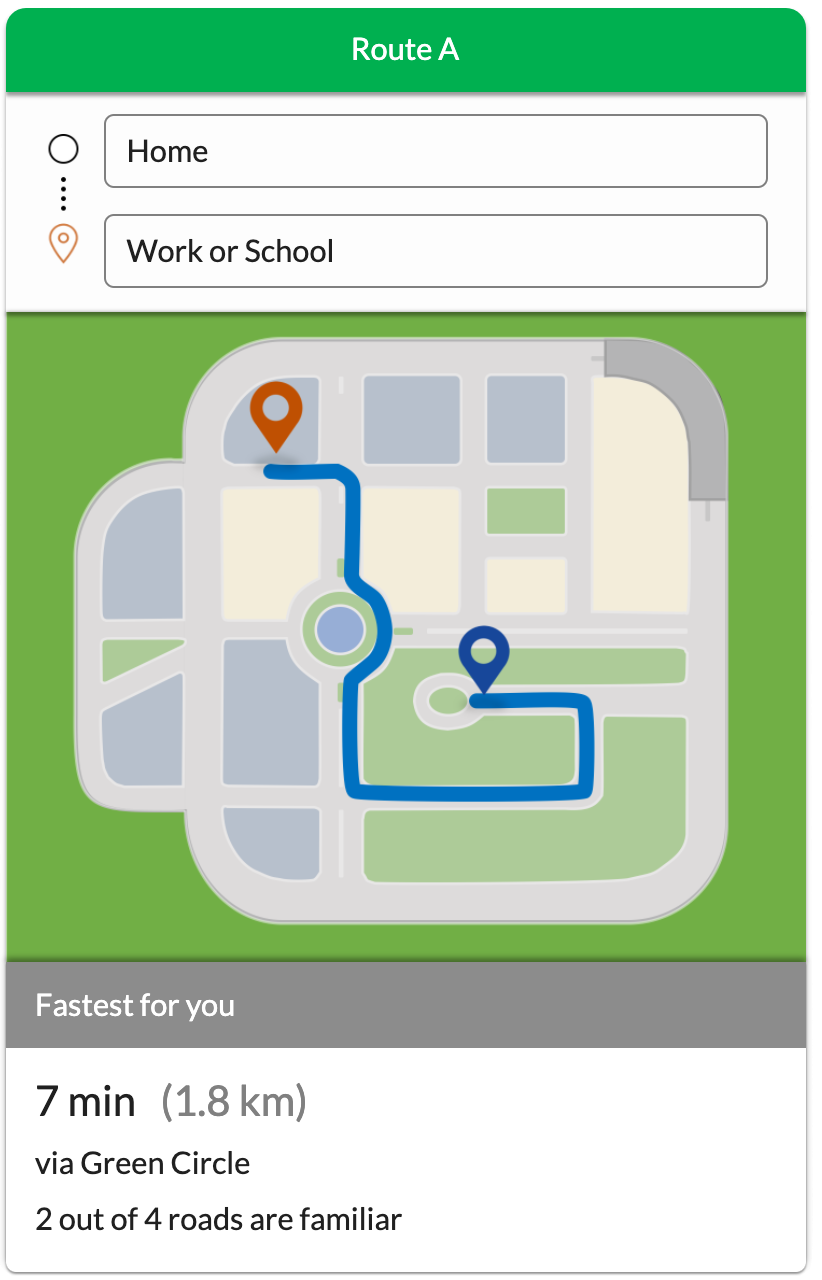 Route A
Home
Work or School
Fastest for you
7 min (1.8 km)
via Green Circle
2 out of 4 roads are familiar